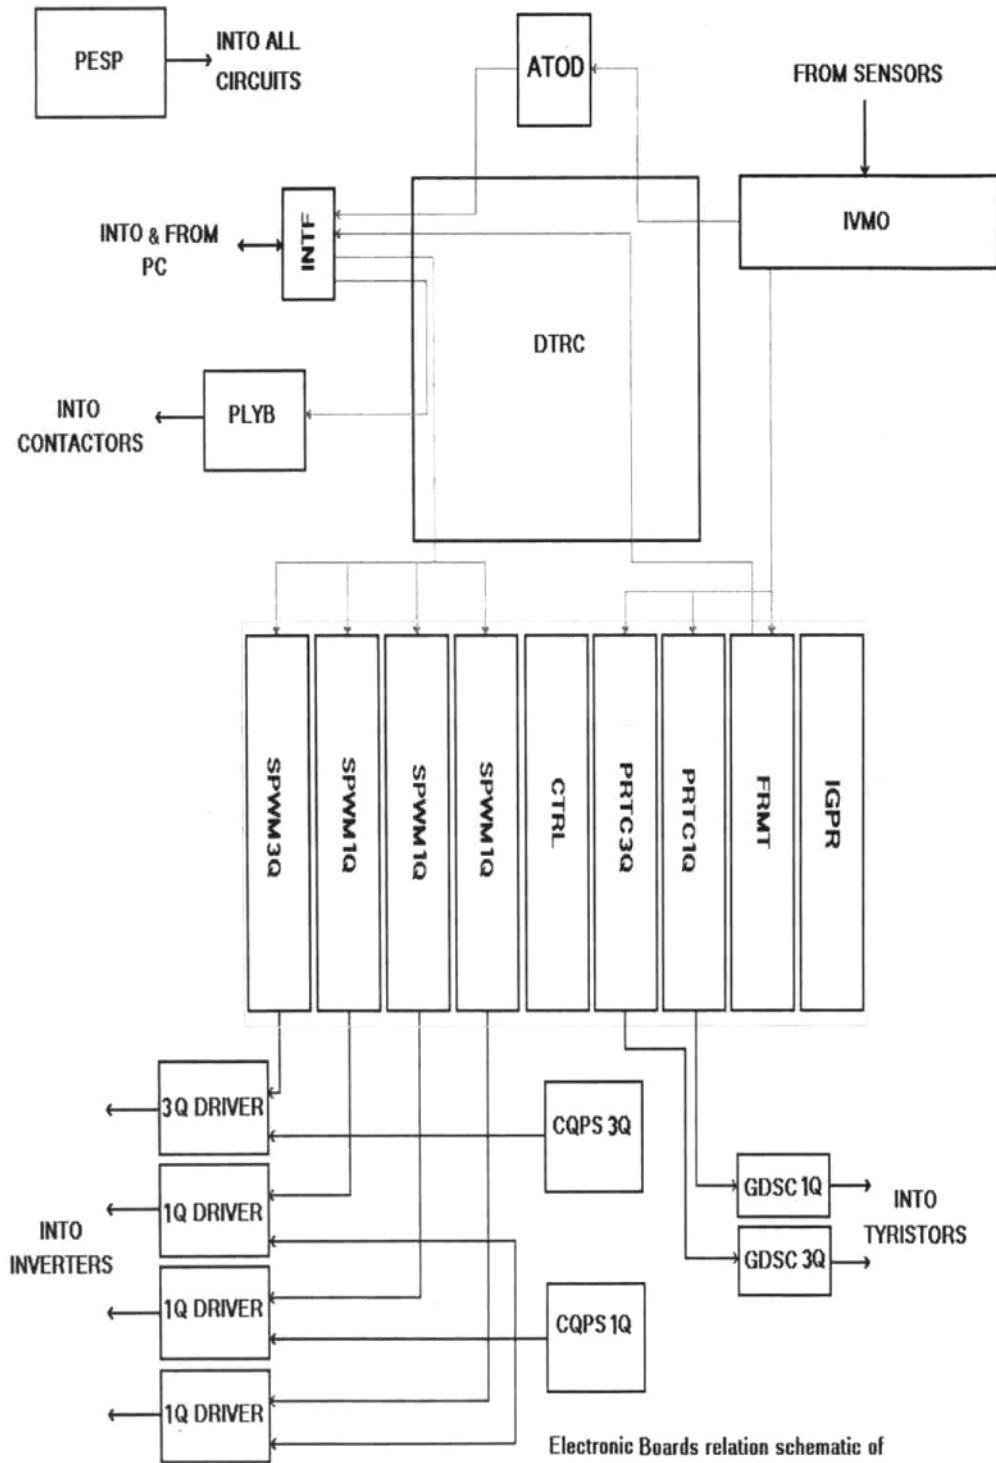 PESP
INTO ALL
CIRCUITS
ATOD
FROM SENSORS
INTF
INTO & FROM
PC
IVMO
DTRC
PLYB
INTO
CONTACTORS
SPWM3Q
SPWM1Q
SPWM1Q
SPWM1Q
CTRL
PRTC3Q
PRTC1Q
FRMT
IGPR
3Q DRIVER
CQPS 3Q
1Q DRIVER
GDSC 1Q
INTO
TYRISTORS
GDSC 3Q
INTO
INVERTERS
1Q DRIVER
CQPS 1Q
1Q DRIVER
Electronic Boards relation schematic of